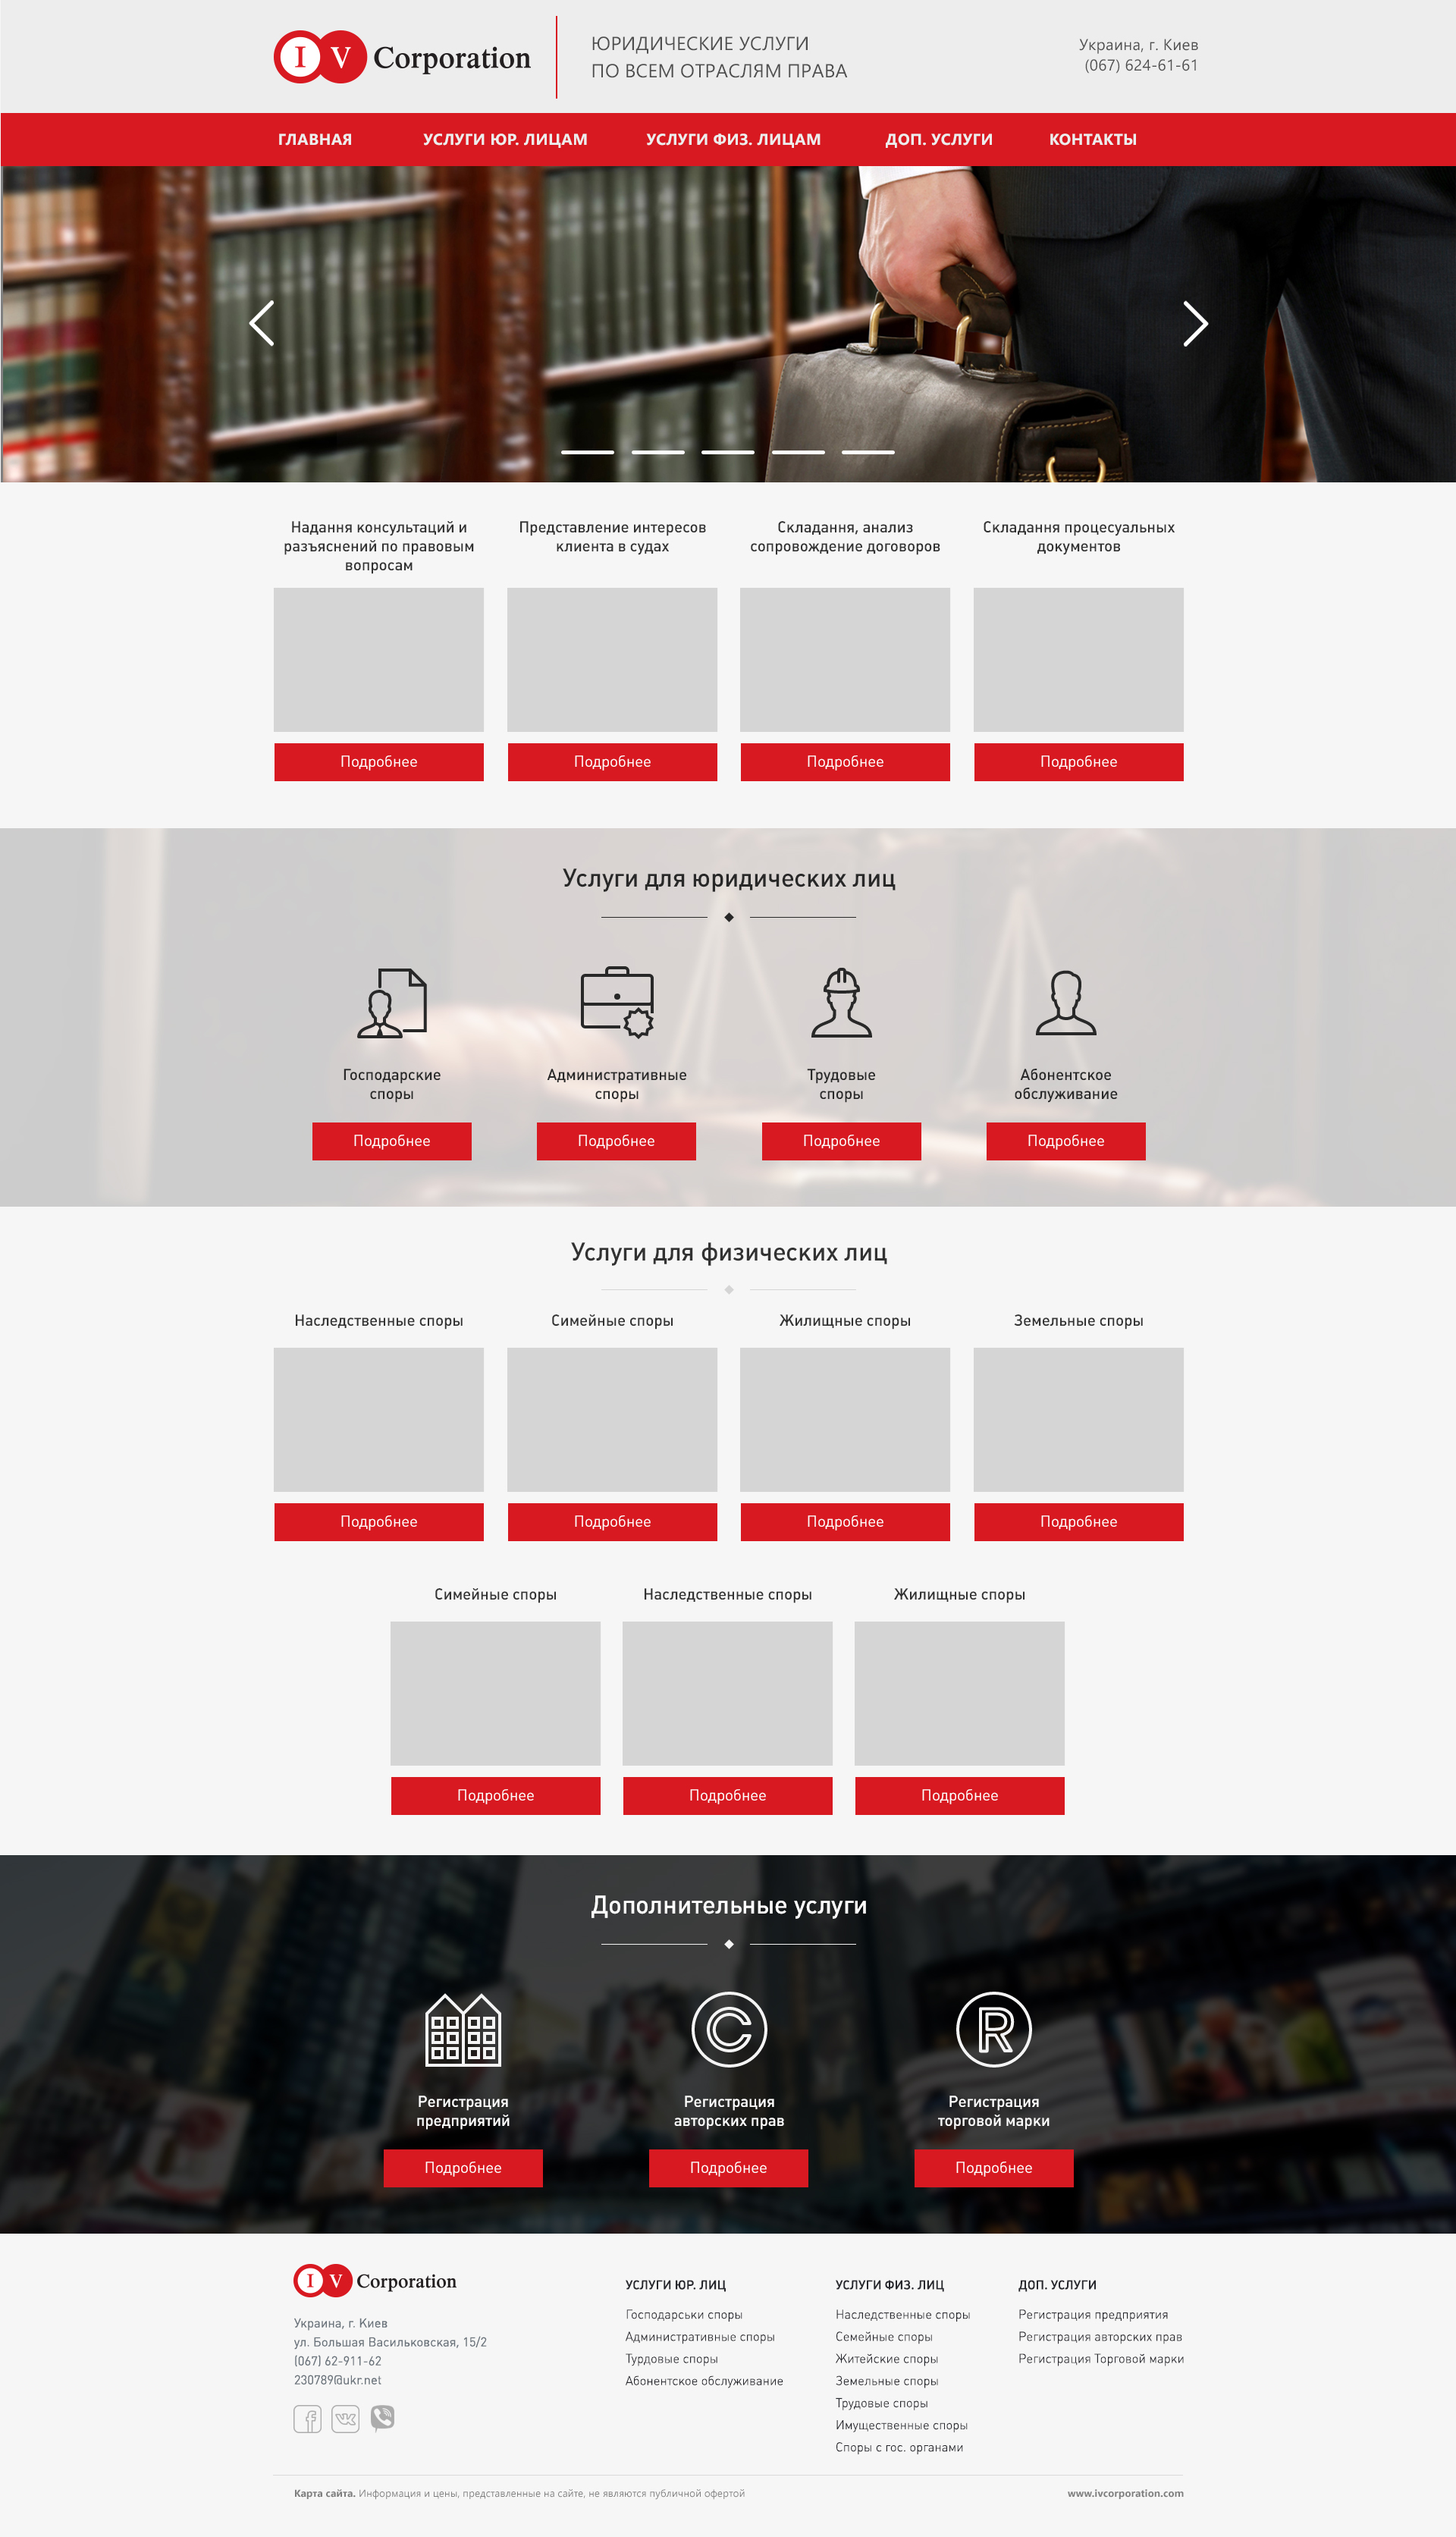 I V Corporation
ЮРИДИЧЕСКИЕ УСЛУГИ
ПО ВСЕМ ОТРАСЛЯМ ПРАВА
Украина, г. Киев
(067) 624-61-61
ГЛАВНАЯ
УСЛУГИ ЮР. ЛИЦАМ
УСЛУГИ ФИЗ. ЛИЦАМ
ДОП. УСЛУГИ
КОНТАКТЫ
Надання консультаций и
разъяснений по правовым
вопросам
Представление интересов
клиента в судах
Складання, анализ
сопровождение договоров
Складання процесуальных
документов
Подробнее
Подробнее
Подробнее
Подробнее
Услуги для юридических лиц
Господарские
споры
Административные
споры
Трудовые
споры
Абонентское
обслуживание
Подробнее
Подробнее
Подробнее
Подробнее
Услуги для физических лиц
Наследственные споры
Симейные споры
Жилищные споры
Земельные споры
Подробнее
Подробнее
Подробнее
Подробнее
Симейные споры
Наследственные споры
Жилищные споры
Подробнее
Подробнее
Подробнее
Дополнительные услуги
Регистрация
предприятий
Регистрация
авторских прав
Регистрация
торговой марки
Подробнее
Подробнее
Подробнее
I V Corporation
Украина, г. Киев
ул. Большая Васильковская, 15/2
(067) 62-911-62
230789@ukr.net
УСЛУГИ ЮР. ЛИЦ
Господарськи споры
Административные споры
Турдовые споры
Абонентское обслуживание
УСЛУГИ ФИЗ. ЛИЦ
Наследственные споры
Семейные споры
Житейские споры
Земельные споры
Трудовые споры
Имущественные споры
Споры с гос. органами
ДОП. УСЛУГИ
Регистрация предприятия
Регистрация авторских прав
Регистрация Торговой марки
Карта сайта. Информация и цены, представленные на сайте, не являются публичной офертой
www.ivcorporation.com